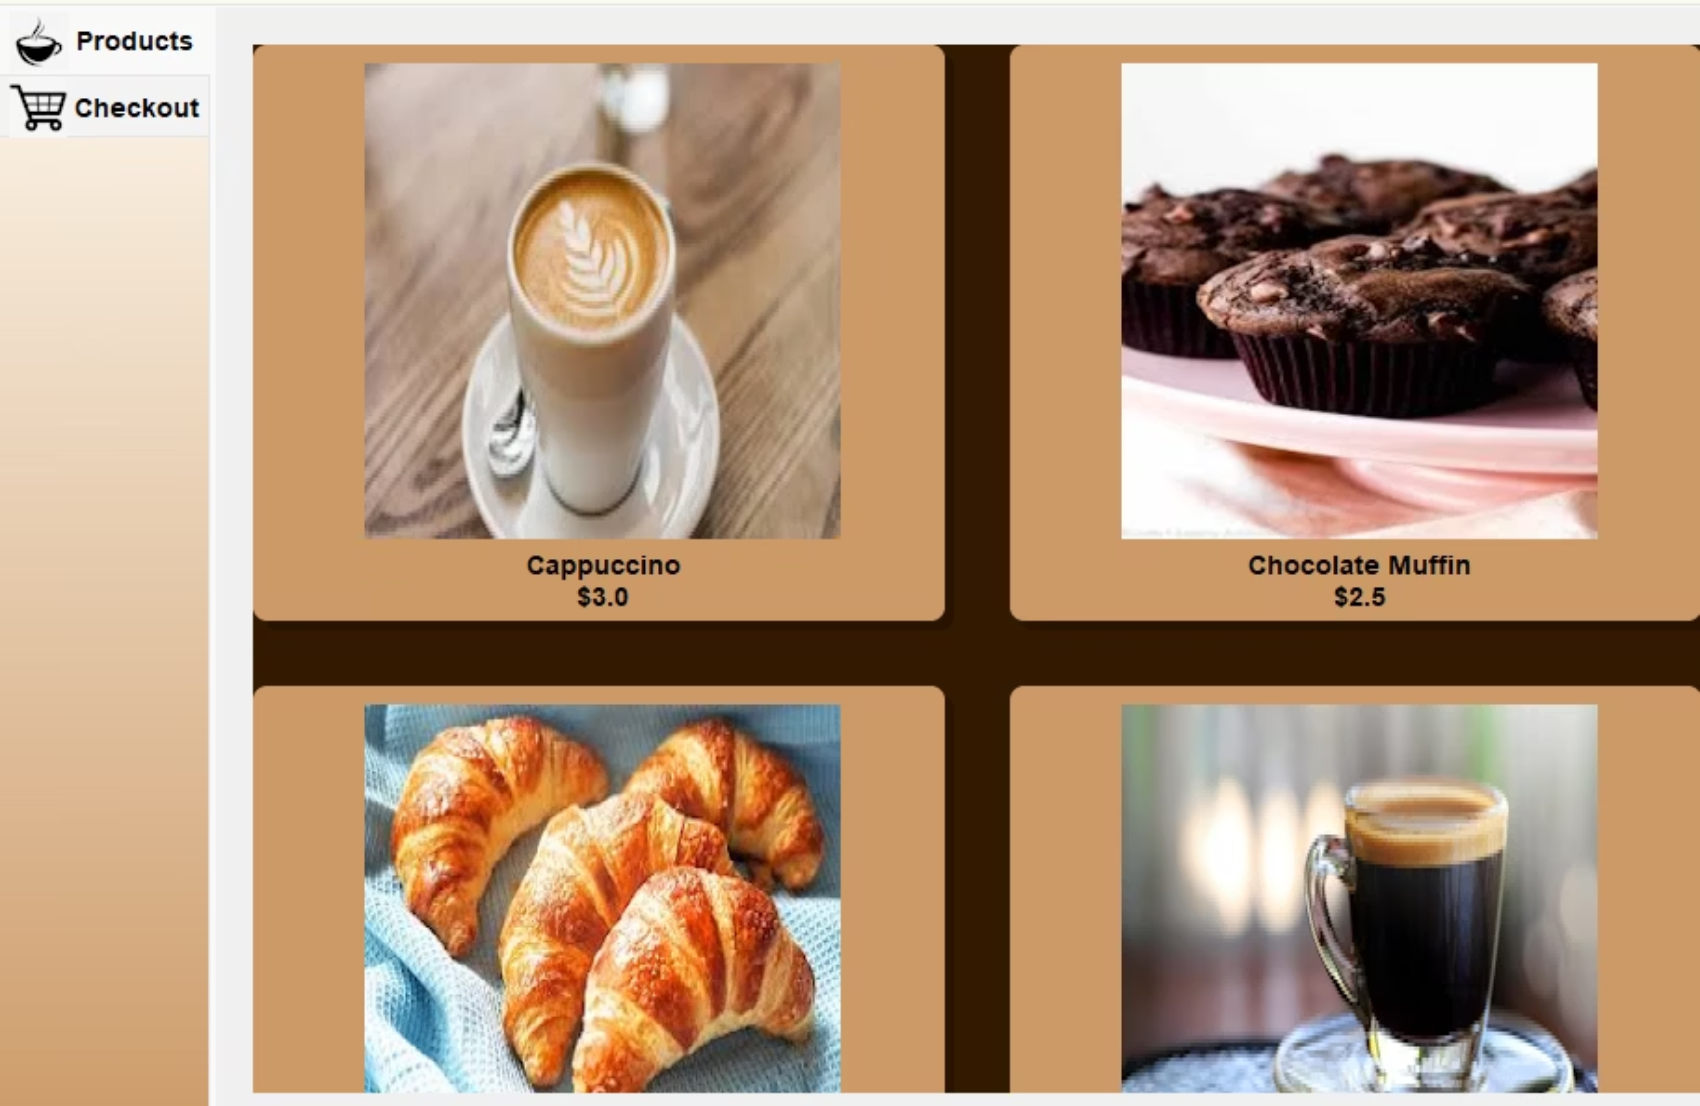 Products
Checkout
Cappuccino
$3.0
Chocolate Muffin
$2.5